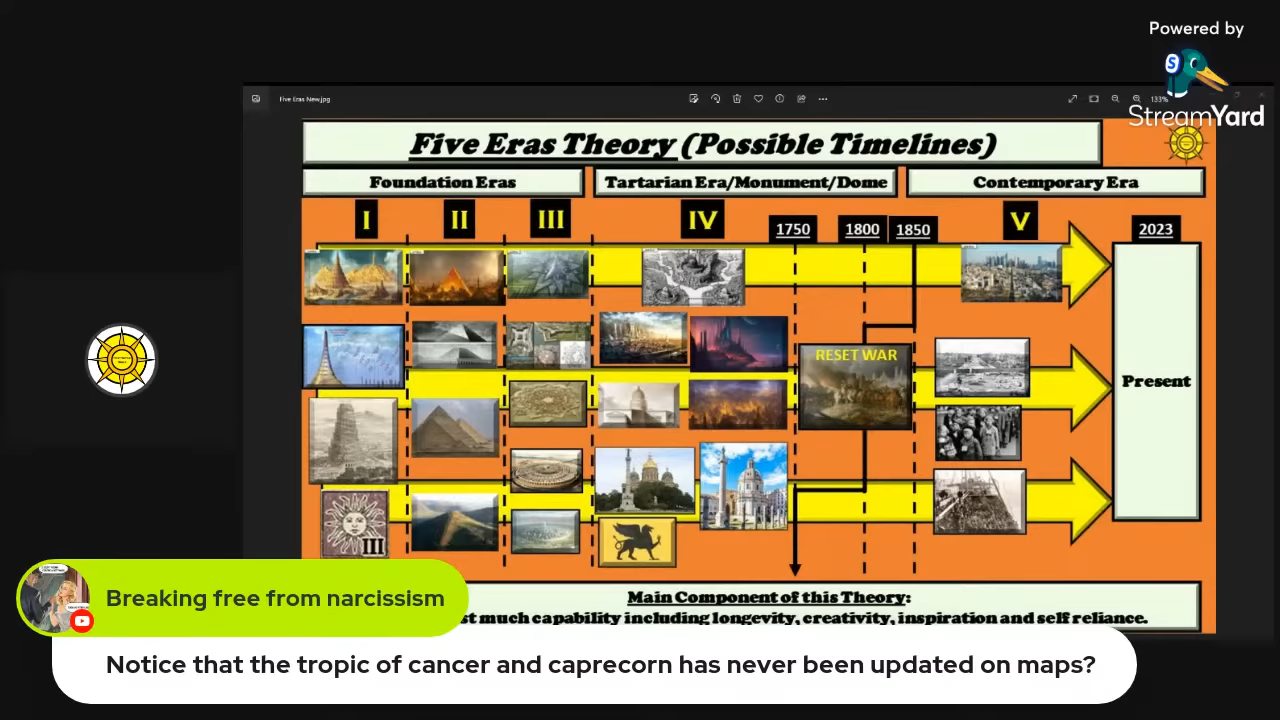 Powered by
StreamYard
Five Eras New.jpg
133%
Five Eras Theory (Possible Timelines)
Foundation Eras
Tartarian Era/Monument/Dome
Contemporary Era
I
II
III
IV
1750
1800
1850
V
2023
RESET WAR
Present
III
Main Component of this Theory:
much capability including longevity, creativity, inspiration and self reliance.
Breaking free from narcissism
Notice that the tropic of cancer and caprecorn has never been updated on maps?